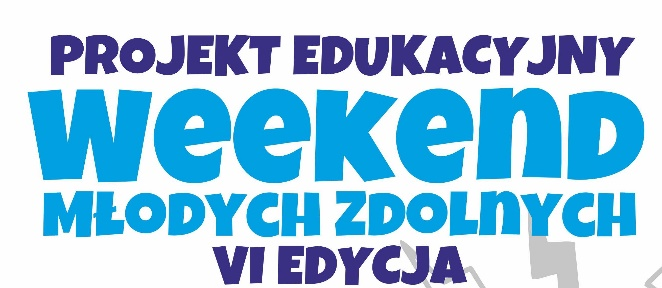 PROJEKT EDUKACYJNY
weekend
MŁODYCH ZDOLNYCH
VI EDYCJA